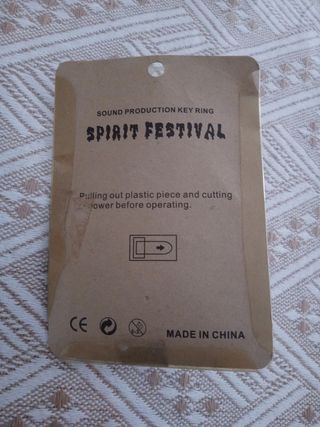 SOUND PRODUCTION KEY RING
SPIRIT FESTIVAL
Pulling out plastic piece and cutting
power before operating.
CE
MADE IN CHINA